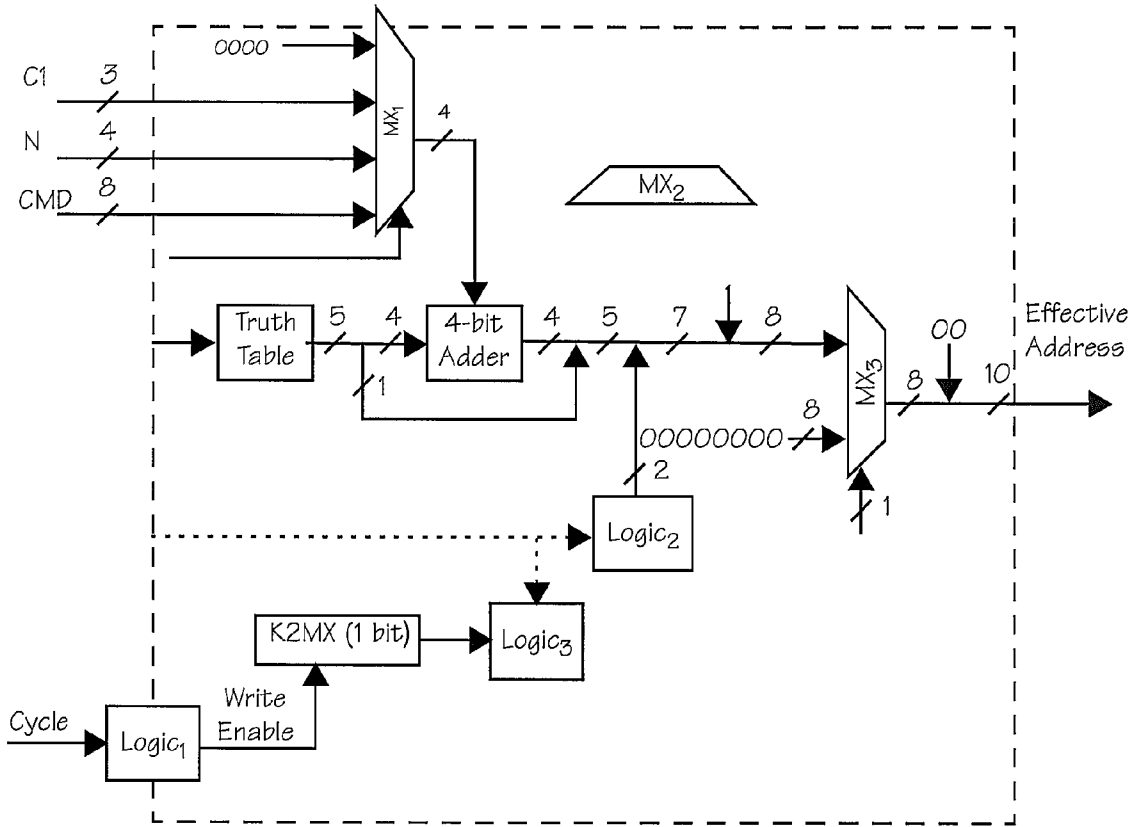 0000
C1
3
N
4
CMD
8
MX1
4
MX2
Truth
Table
5
4
1
4-bit
Adder
4
5
7
1
8
MX3
00
8
10
Effective
Address
00000000
8
1
2
Logic2
K2MX (1 bit)
Logic3
Write
Enable
Cycle
Logic1